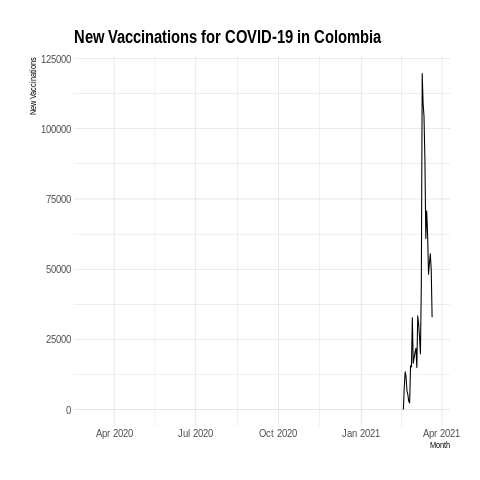 New Vaccinations for COVID-19 in Colombia
New Vaccinations
125000
100000
75000
50000
25000
0
Apr 2020 Jul 2020 Oct 2020 Jan 2021 Apr 2021
Month